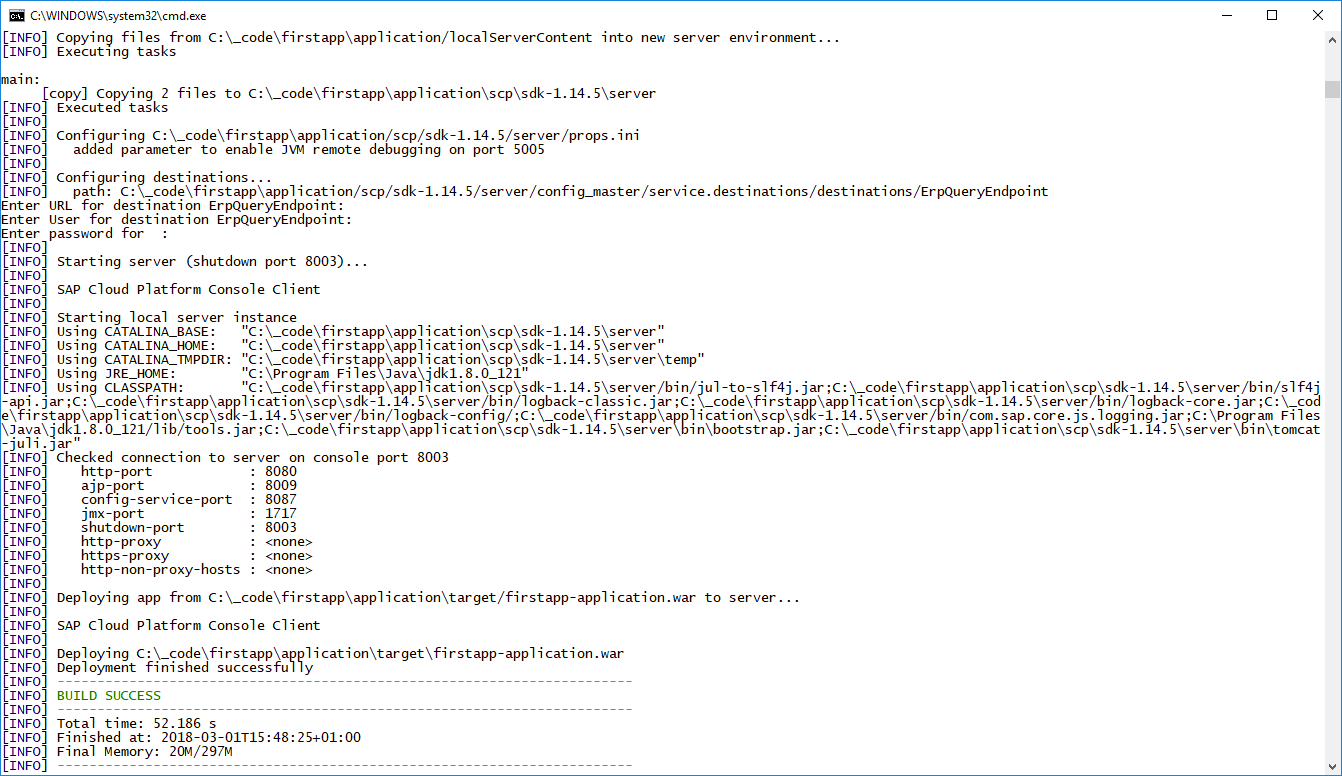 C:\WINDOWS\system32\cmd.exe
[INFO] Copying files from C:\_code\firstapp\application/localServerContent into new server environment...
[INFO] Executing tasks
main:
     [copy] Copying 2 files to C:\_code\firstapp\application\scp\sdk-1.14.5\server
[INFO] Executed tasks
[INFO]
[INFO] Configuring C:\_code\firstapp\application/scp/sdk-1.14.5/server/props.ini
[INFO]   added parameter to enable JVM remote debugging on port 5005
[INFO]
[INFO] Configuring destinations...
[INFO]   path: C:\_code\firstapp\application/scp/sdk-1.14.5/server/config_master/service.destinations/destinations/ErpQueryEndpoint
Enter URL for destination ErpQueryEndpoint:
Enter User for destination ErpQueryEndpoint:
Enter password for  :
[INFO]
[INFO] Starting server (shutdown port 8003)...
[INFO]
[INFO] SAP Cloud Platform Console Client
[INFO]
[INFO] Starting local server instance
[INFO] Using CATALINA_BASE:   "C:\_code\firstapp\application\scp\sdk-1.14.5\server"
[INFO] Using CATALINA_HOME:   "C:\_code\firstapp\application\scp\sdk-1.14.5\server"
[INFO] Using CATALINA_TMPDIR: "C:\_code\firstapp\application\scp\sdk-1.14.5\server\temp"
[INFO] Using JRE_HOME:        "C:\Program Files\Java\jdk1.8.0_121"
[INFO] Using CLASSPATH:       "C:\_code\firstapp\application\scp\sdk-1.14.5\server/bin/jul-to-slf4j.jar;C:\_code\firstapp\application\scp\sdk-1.14.5\server/bin/slf4j
-api.jar;C:\_code\firstapp\application\scp\sdk-1.14.5\server/bin/logback-classic.jar;C:\_code\firstapp\application\scp\sdk-1.14.5\server/bin/logback-core.jar;C:\_cod
e\firstapp\application\scp\sdk-1.14.5\server/bin/logback-config/;C:\_code\firstapp\application\scp\sdk-1.14.5\server/bin/com.sap.core.js.logging.jar;C:\Program Files
\Java\jdk1.8.0_121/lib/tools.jar;C:\_code\firstapp\application\scp\sdk-1.14.5\server\bin\bootstrap.jar;C:\_code\firstapp\application\scp\sdk-1.14.5\server\bin\tomcat
-juli.jar"
[INFO] Checked connection to server on console port 8003
[INFO]    http-port            : 8080
[INFO]    ajp-port             : 8009
[INFO]    config-service-port  : 8087
[INFO]    jmx-port             : 1717
[INFO]    shutdown-port        : 8003
[INFO]    http-proxy           : <none>
[INFO]    https-proxy          : <none>
[INFO]    http-non-proxy-hosts : <none>
[INFO]
[INFO] Deploying app from C:\_code\firstapp\application\target/firstapp-application.war to server...
[INFO]
[INFO] SAP Cloud Platform Console Client
[INFO]
[INFO] Deploying C:\_code\firstapp\application\target\firstapp-application.war
[INFO] Deployment finished successfully
[INFO] ------------------------------------------------------------------------
[INFO] BUILD SUCCESS
[INFO] ------------------------------------------------------------------------
[INFO] Total time: 52.186 s
[INFO] Finished at: 2018-03-01T15:48:25+01:00
[INFO] Final Memory: 20M/297M
[INFO] ------------------------------------------------------------------------